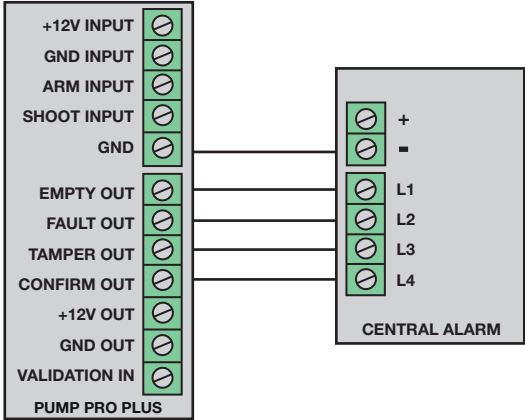 +12V INPUT
GND INPUT
ARM INPUT
SHOOT INPUT
GND
EMPTY OUT
FAULT OUT
TAMPER OUT
CONFIRM OUT
+12V OUT
GND OUT
VALIDATION IN
PUMP PRO PLUS
+
-
L1
L2
L3
L4
CENTRAL ALARM